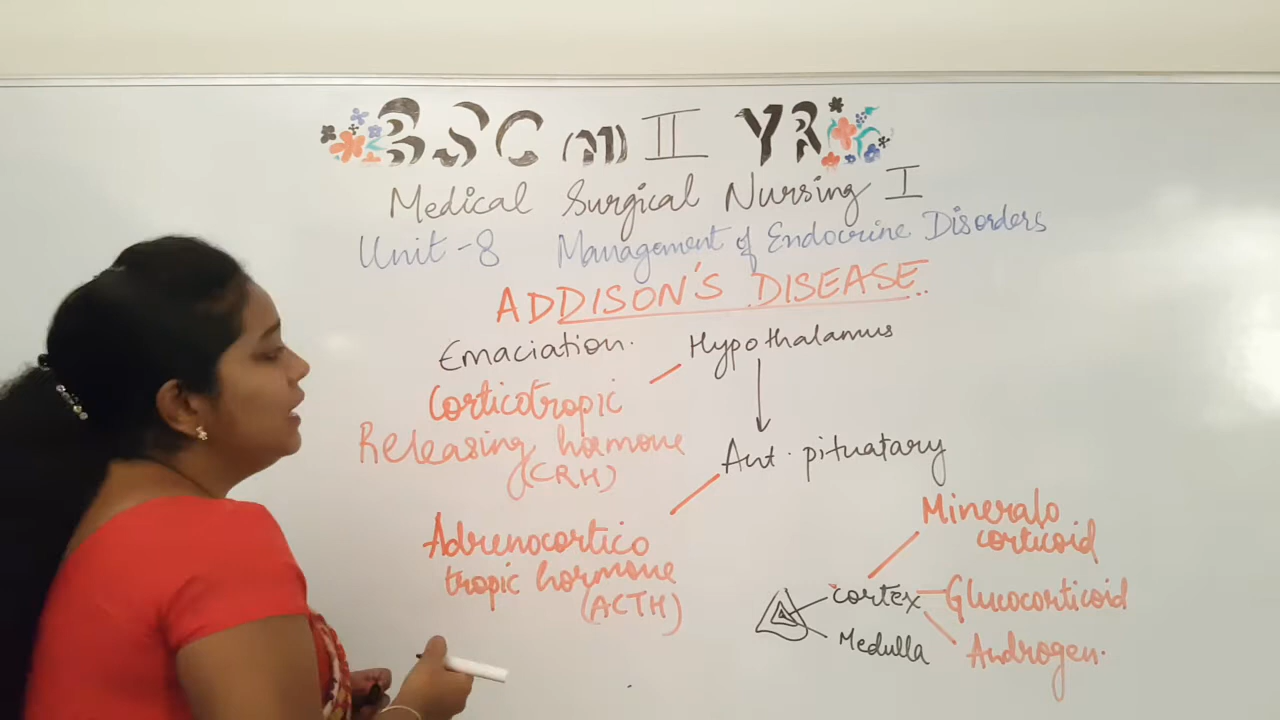 BSC (N) II YR
Medical Surgical Nursing I
Unit-8 Management of Endocrine Disorders
ADDISON'S DISEASE
Emaciation.
Hypothalamus
Corticotropic
Releasing hormone
(CRH)
Ant. pituatary
Adrenocortico
tropic hormone
(ACTH)
Mineralo
corticoid
cortex
Glucocorticoid
Medulla
Androgen.